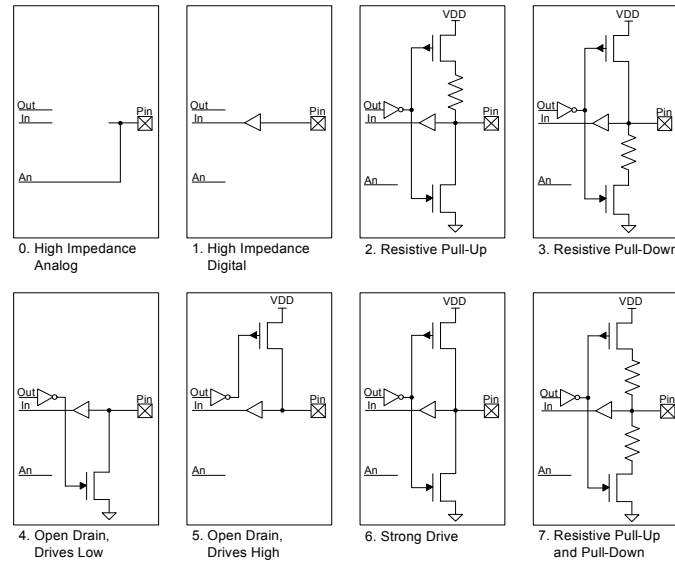 VDD
VDD
Out
In
Pin
An
Out
In
Pin
An
Out
In
Pin
An
Out
In
Pin
An
0. High Impedance
Analog
1. High Impedance
Digital
2. Resistive Pull-Up
3. Resistive Pull-Down
VDD
VDD
VDD
Out
In
Pin
An
Out
In
Pin
An
Out
In
Pin
An
Out
In
Pin
An
4. Open Drain,
Drives Low
5. Open Drain,
Drives High
6. Strong Drive
7. Resistive Pull-Up
and Pull-Down